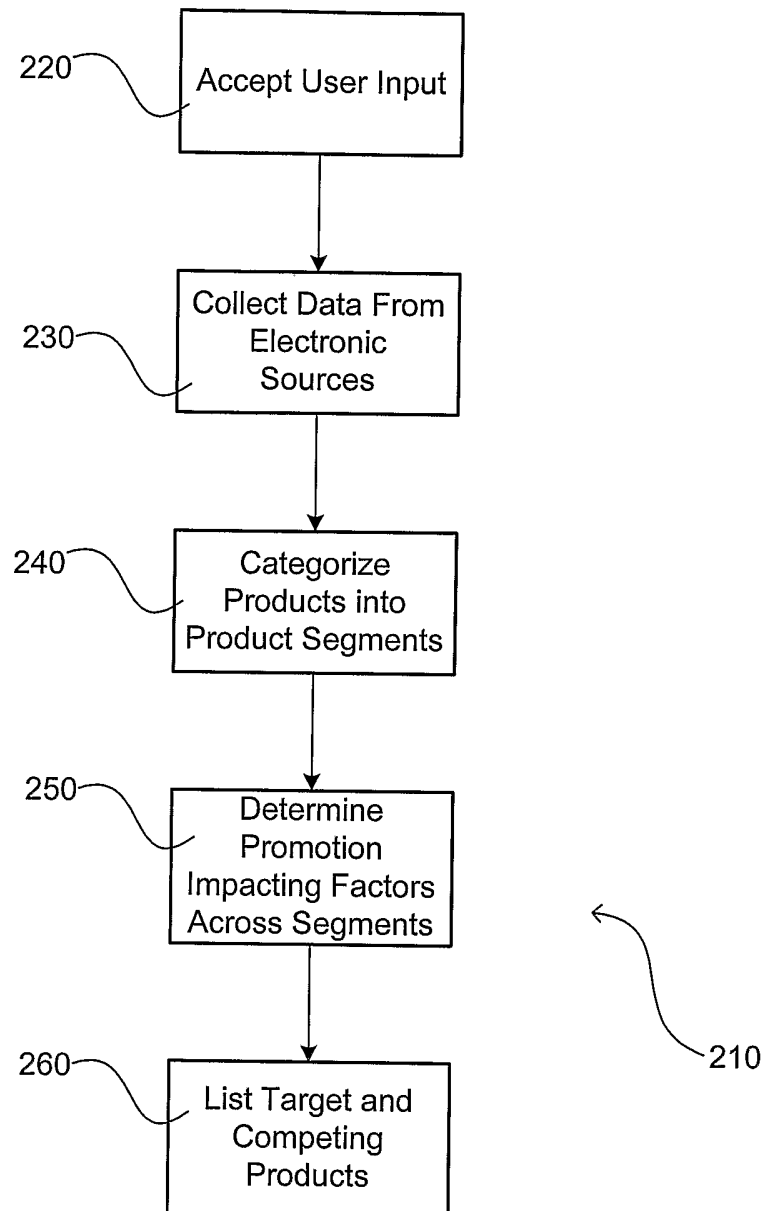 220
Accept User Input
Collect Data From
Electronic
Sources
230
240
Categorize
Products into
Product Segments
250
Determine
Promotion
Impacting Factors
Across Segments
210
260
List Target and
Competing
Products